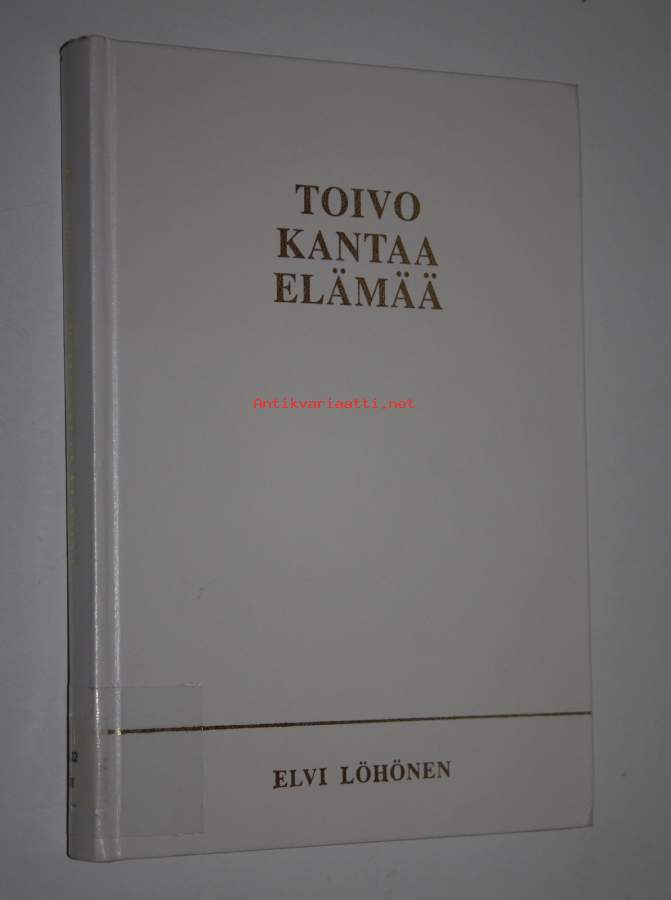 TOIVO
KANTAA
ELÄMÄÄ
Antikvariaatti.net
ELVI LÖHÖNEN